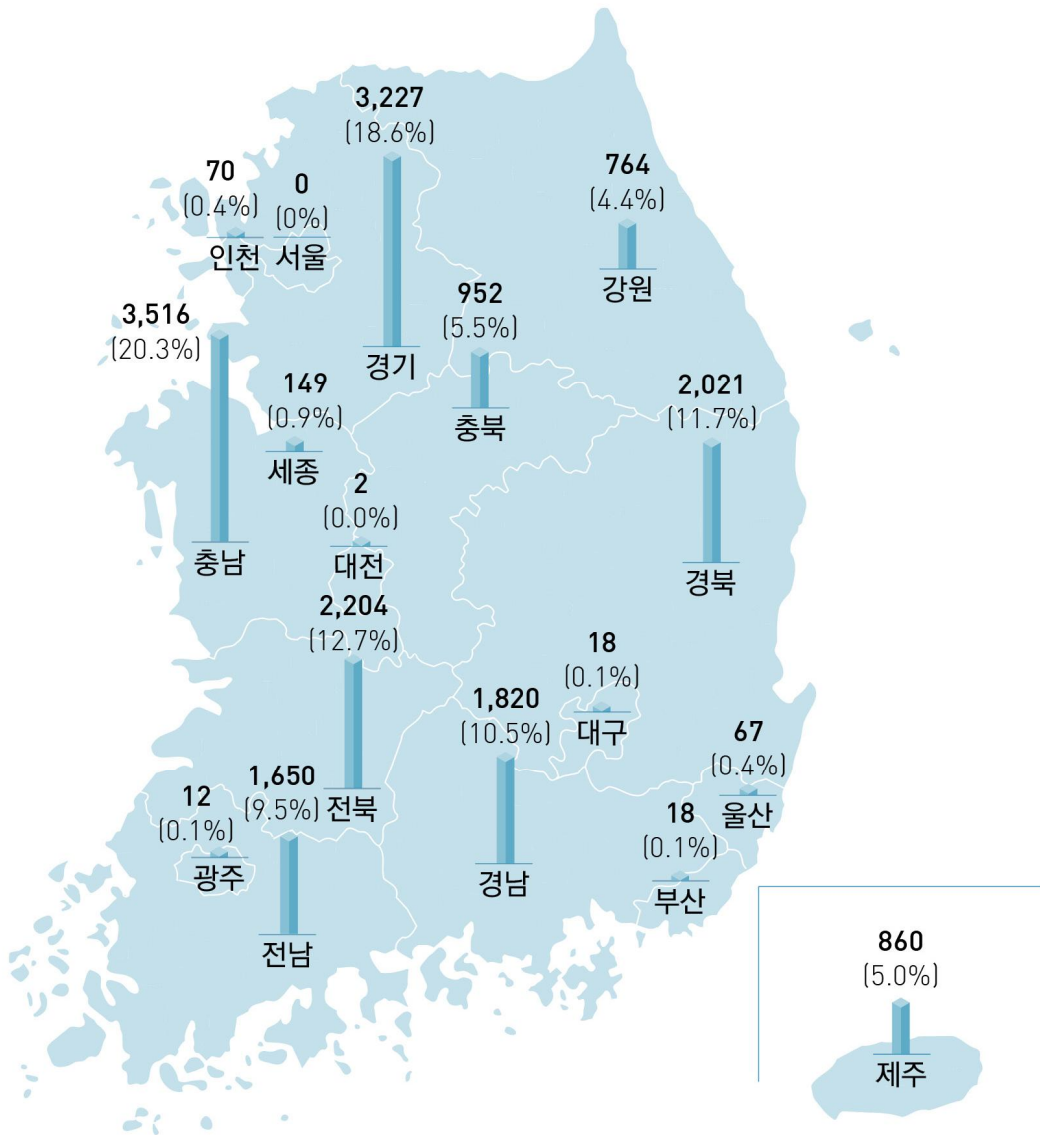 3,227
(18.6%)
경기
70
(0.4%)
인천
0
(0%)
서울
764
(4.4%)
강원
3,516
(20.3%)
충남
952
(5.5%)
충북
149
(0.9%)
세종
2,021
(11.7%)
경북
2
(0.0%)
대전
2,204
(12.7%)
전북
18
(0.1%)
대구
1,820
(10.5%)
경남
67
(0.4%)
울산
12
(0.1%)
광주
1,650
(9.5%)
전남
18
(0.1%)
부산
860
(5.0%)
제주